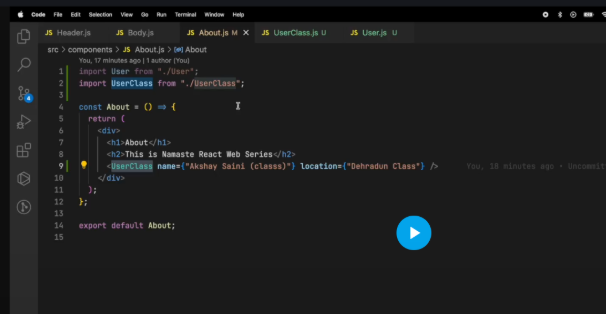 Code File Edit Selection View Go Run Terminal Window Help
JS Header.js JS Body.js JS About.js M × JS UserClass.js U JS User.js U
src > components > JS About.js > About
You, 17 minutes ago | 1 author (You)
1 import User from "./User";
2 import UserClass from "./UserClass";
3
4 const About = () => {
5 return (
6 <div>
7 <h1>About</h1>
8 <h2>This is Namaste React Web Series</h2>
9 <UserClass name={"Akshay Saini (classs)"} location={"Dehradun Class"} /> You, 18 minutes ago • Uncommitt
10 </div>
11 );
12 };
13
14 export default About;
15
4